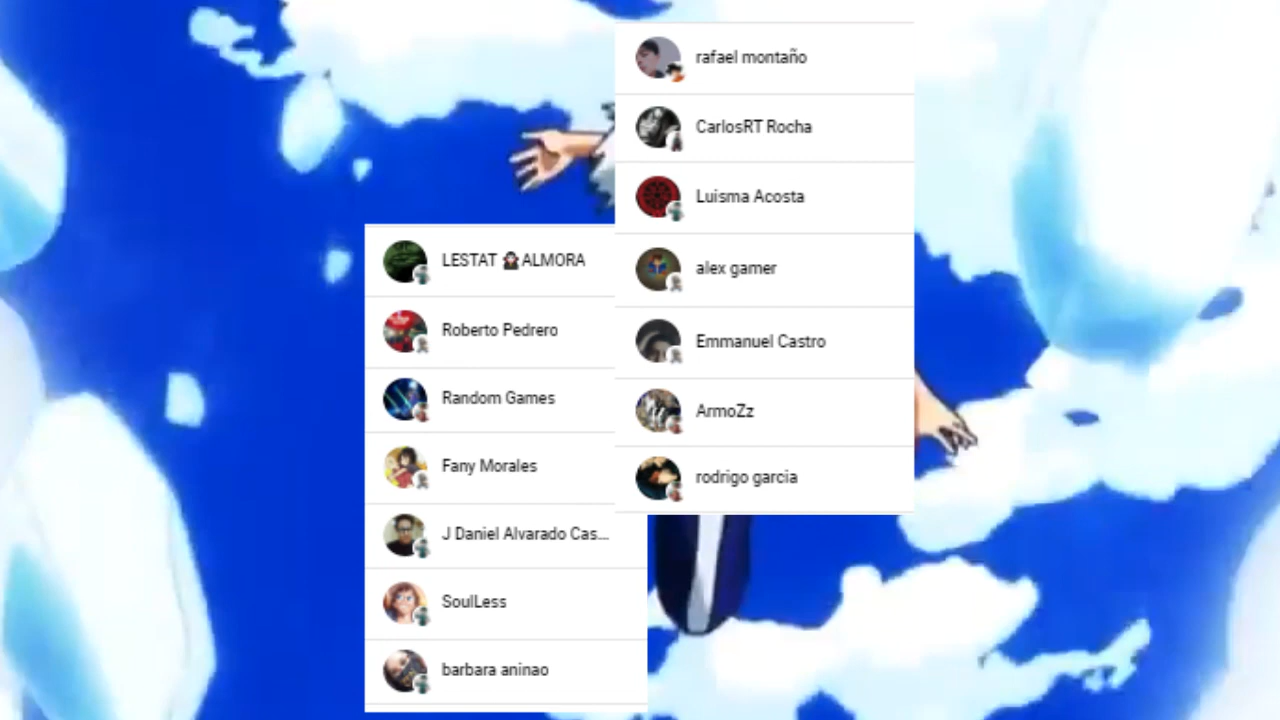 LESTAT 🧛🏻‍♂️ALMORA
Roberto Pedrero
Random Games
Fany Morales
J Daniel Alvarado Cas...
SoulLess
barbara aninao
rafael montaño
CarlosRT Rocha
Luisma Acosta
alex gamer
Emmanuel Castro
ArmoZz
rodrigo garcia